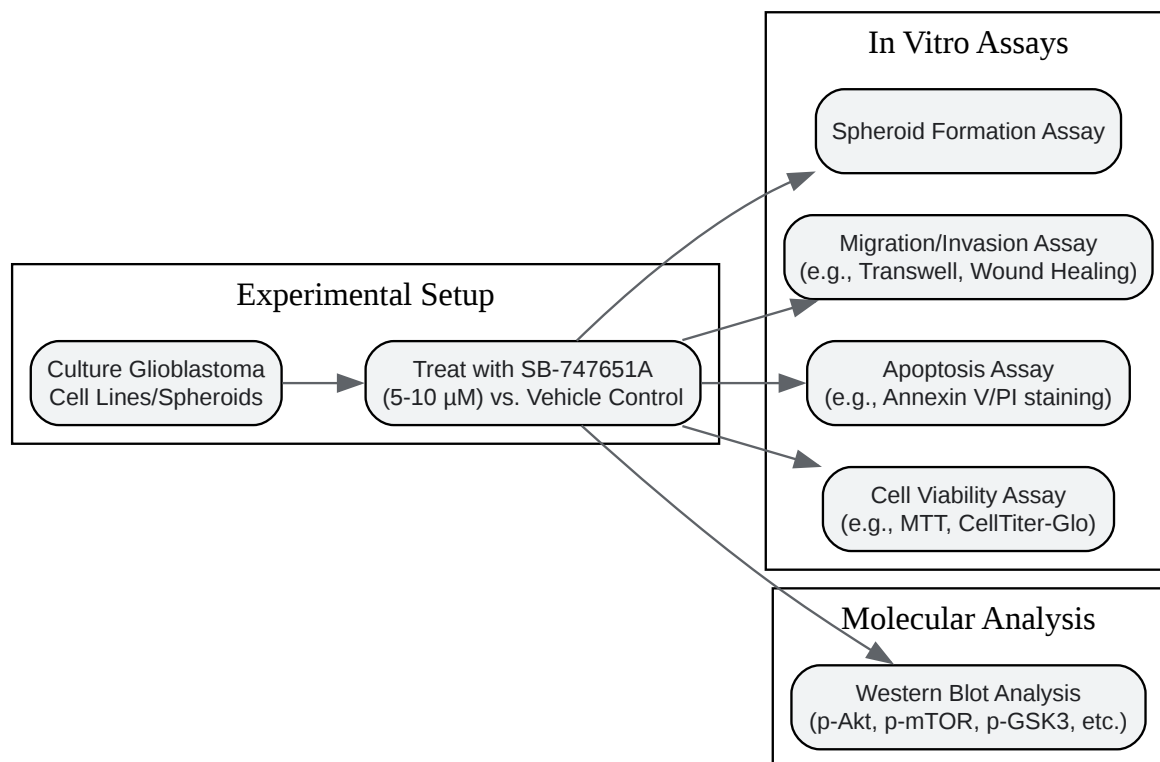 Experimental Setup
Culture Glioblastoma
Cell Lines/Spheroids
Treat with SB-747651A
(5-10 µM) vs. Vehicle Control
In Vitro Assays
Spheroid Formation Assay
Migration/Invasion Assay
(e.g., Transwell, Wound Healing)
Apoptosis Assay
(e.g., Annexin V/PI staining)
Cell Viability Assay
(e.g., MTT, CellTiter-Glo)
Molecular Analysis
Western Blot Analysis
(p-Akt, p-mTOR, p-GSK3, etc.)